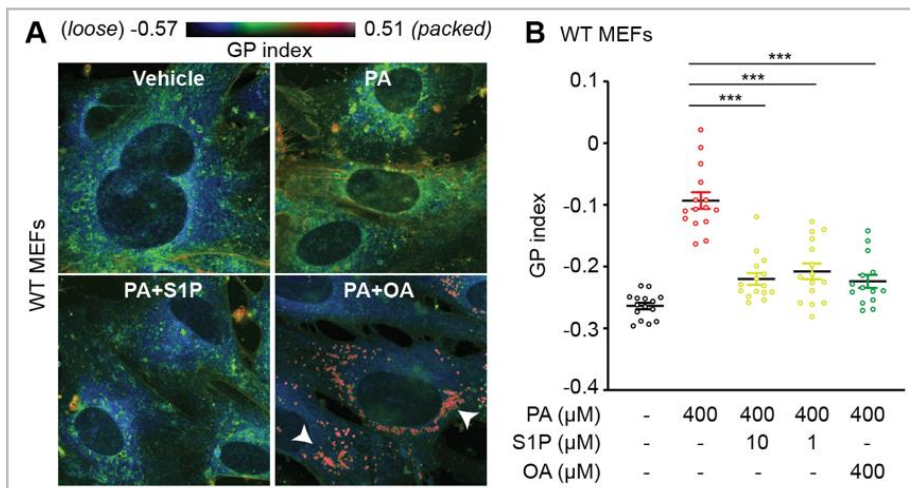 A (loose) -0.57 0.51 (packed)
GP index
Vehicle PA
PA+S1P PA+OA
WT MEFs
B WT MEFs
***
***
***
0.1
0
-0.1
-0.2
-0.3
-0.4
GP index
PA (µM) - 400 400 400 400
S1P (µM) - - 10 1 -
OA (µM) - - - - 400